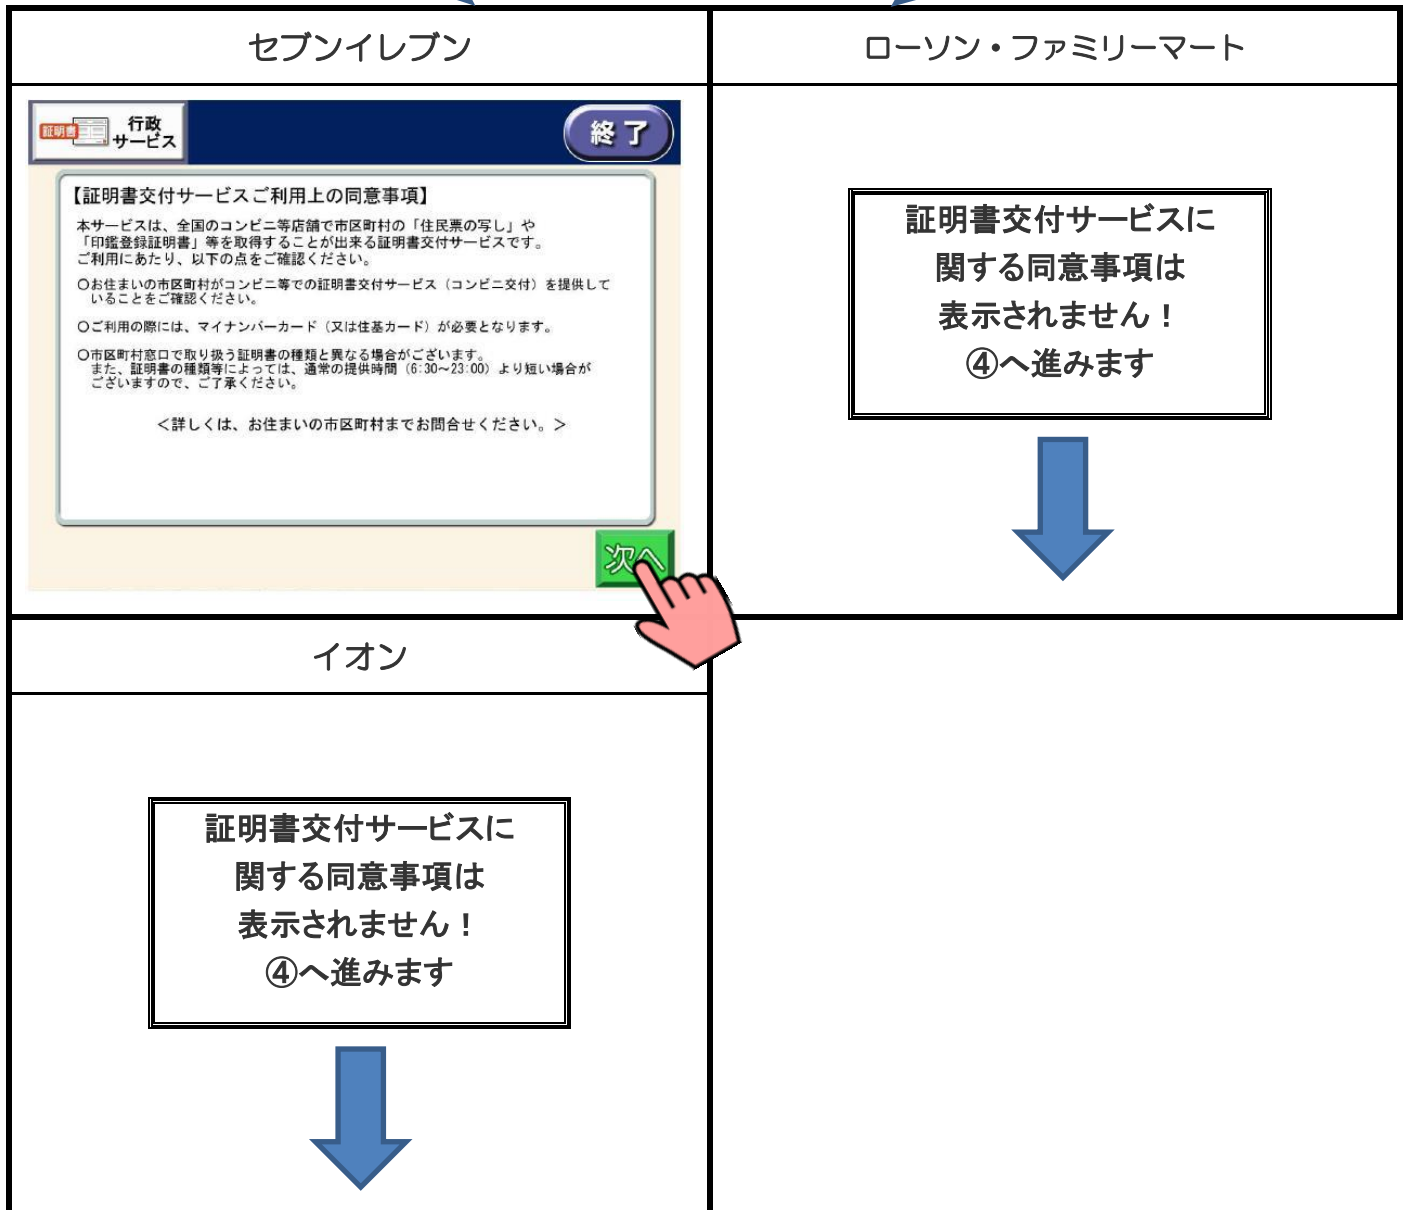 セブンイレブン
ローソン・ファミリーマート
証明書
行政
サービス
終了
【証明書交付サービスご利用上の同意事項】
本サービスは、全国のコンビニ等店舗で市区町村の「住民票の写し」や
「印鑑登録証明書」等を取得することが出来る証明書交付サービスです。
ご利用にあたり、以下の点をご確認ください。
○お住まいの市区町村がコンビニ等での証明書交付サービス（コンビニ交付）を提供して
いることをご確認ください。
○ご利用の際には、マイナンバーカード（又は住基カード）が必要となります。
○市区町村窓口で取り扱う証明書の種類と異なる場合がございます。
また、証明書の種類等によっては、通常の提供時間（6:30～23:00）より短い場合が
ございますので、ご了承ください。
＜詳しくは、お住まいの市区町村までお問合せください。＞
次へ
証明書交付サービスに
関する同意事項は
表示されません！
④へ進みます
イオン
証明書交付サービスに
関する同意事項は
表示されません！
④へ進みます